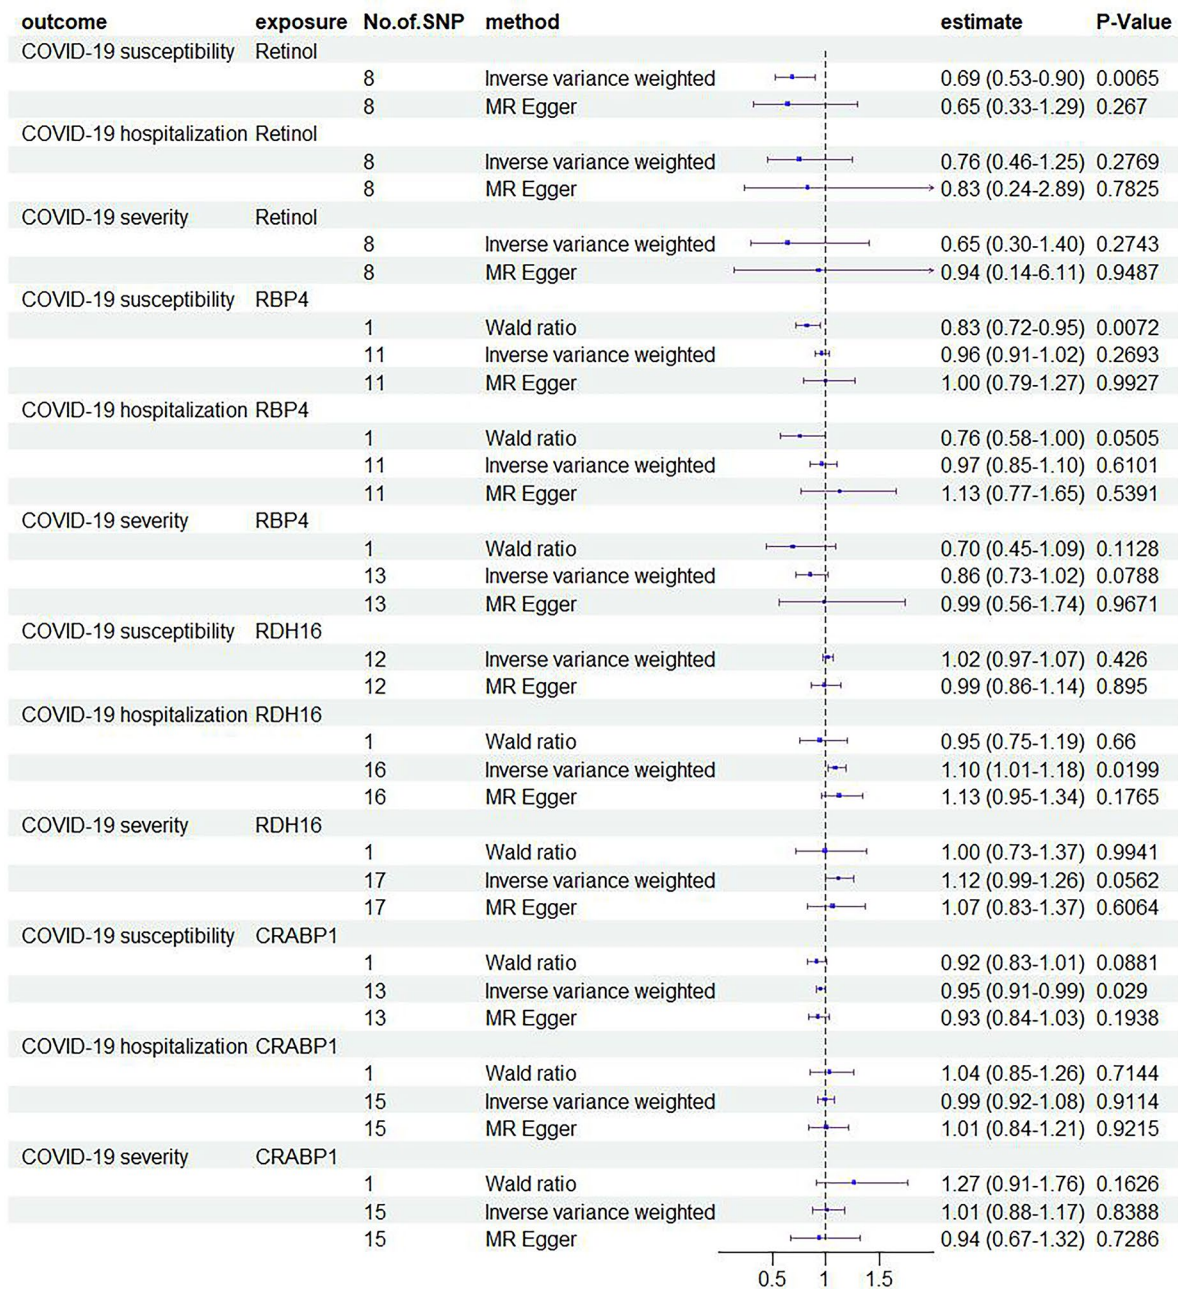 outcome exposure No.of.SNP method estimate P-Value
COVID-19 susceptibility Retinol
8 Inverse variance weighted 0.69 (0.53-0.90) 0.0065
8 MR Egger 0.65 (0.33-1.29) 0.267
COVID-19 hospitalization Retinol
8 Inverse variance weighted 0.76 (0.46-1.25) 0.2769
8 MR Egger 0.83 (0.24-2.89) 0.7825
COVID-19 severity Retinol
8 Inverse variance weighted 0.65 (0.30-1.40) 0.2743
8 MR Egger 0.94 (0.14-6.11) 0.9487
COVID-19 susceptibility RBP4
1 Wald ratio 0.83 (0.72-0.95) 0.0072
11 Inverse variance weighted 0.96 (0.91-1.02) 0.2693
11 MR Egger 1.00 (0.79-1.27) 0.9927
COVID-19 hospitalization RBP4
1 Wald ratio 0.76 (0.58-1.00) 0.0505
11 Inverse variance weighted 0.97 (0.85-1.10) 0.6101
11 MR Egger 1.13 (0.77-1.65) 0.5391
COVID-19 severity RBP4
1 Wald ratio 0.70 (0.45-1.09) 0.1128
13 Inverse variance weighted 0.86 (0.73-1.02) 0.0788
13 MR Egger 0.99 (0.56-1.74) 0.9671
COVID-19 susceptibility RDH16
12 Inverse variance weighted 1.02 (0.97-1.07) 0.426
12 MR Egger 0.99 (0.86-1.14) 0.895
COVID-19 hospitalization RDH16
1 Wald ratio 0.95 (0.75-1.19) 0.66
16 Inverse variance weighted 1.10 (1.01-1.18) 0.0199
16 MR Egger 1.13 (0.95-1.34) 0.1765
COVID-19 severity RDH16
1 Wald ratio 1.00 (0.73-1.37) 0.9941
17 Inverse variance weighted 1.12 (0.99-1.26) 0.0562
17 MR Egger 1.07 (0.83-1.37) 0.6064
COVID-19 susceptibility CRABP1
1 Wald ratio 0.92 (0.83-1.01) 0.0881
13 Inverse variance weighted 0.95 (0.91-0.99) 0.029
13 MR Egger 0.93 (0.84-1.03) 0.1938
COVID-19 hospitalization CRABP1
1 Wald ratio 1.04 (0.85-1.26) 0.7144
15 Inverse variance weighted 0.99 (0.92-1.08) 0.9114
15 MR Egger 1.01 (0.84-1.21) 0.9215
COVID-19 severity CRABP1
1 Wald ratio 1.27 (0.91-1.76) 0.1626
15 Inverse variance weighted 1.01 (0.88-1.17) 0.8388
15 MR Egger 0.94 (0.67-1.32) 0.7286
0.5 1 1.5